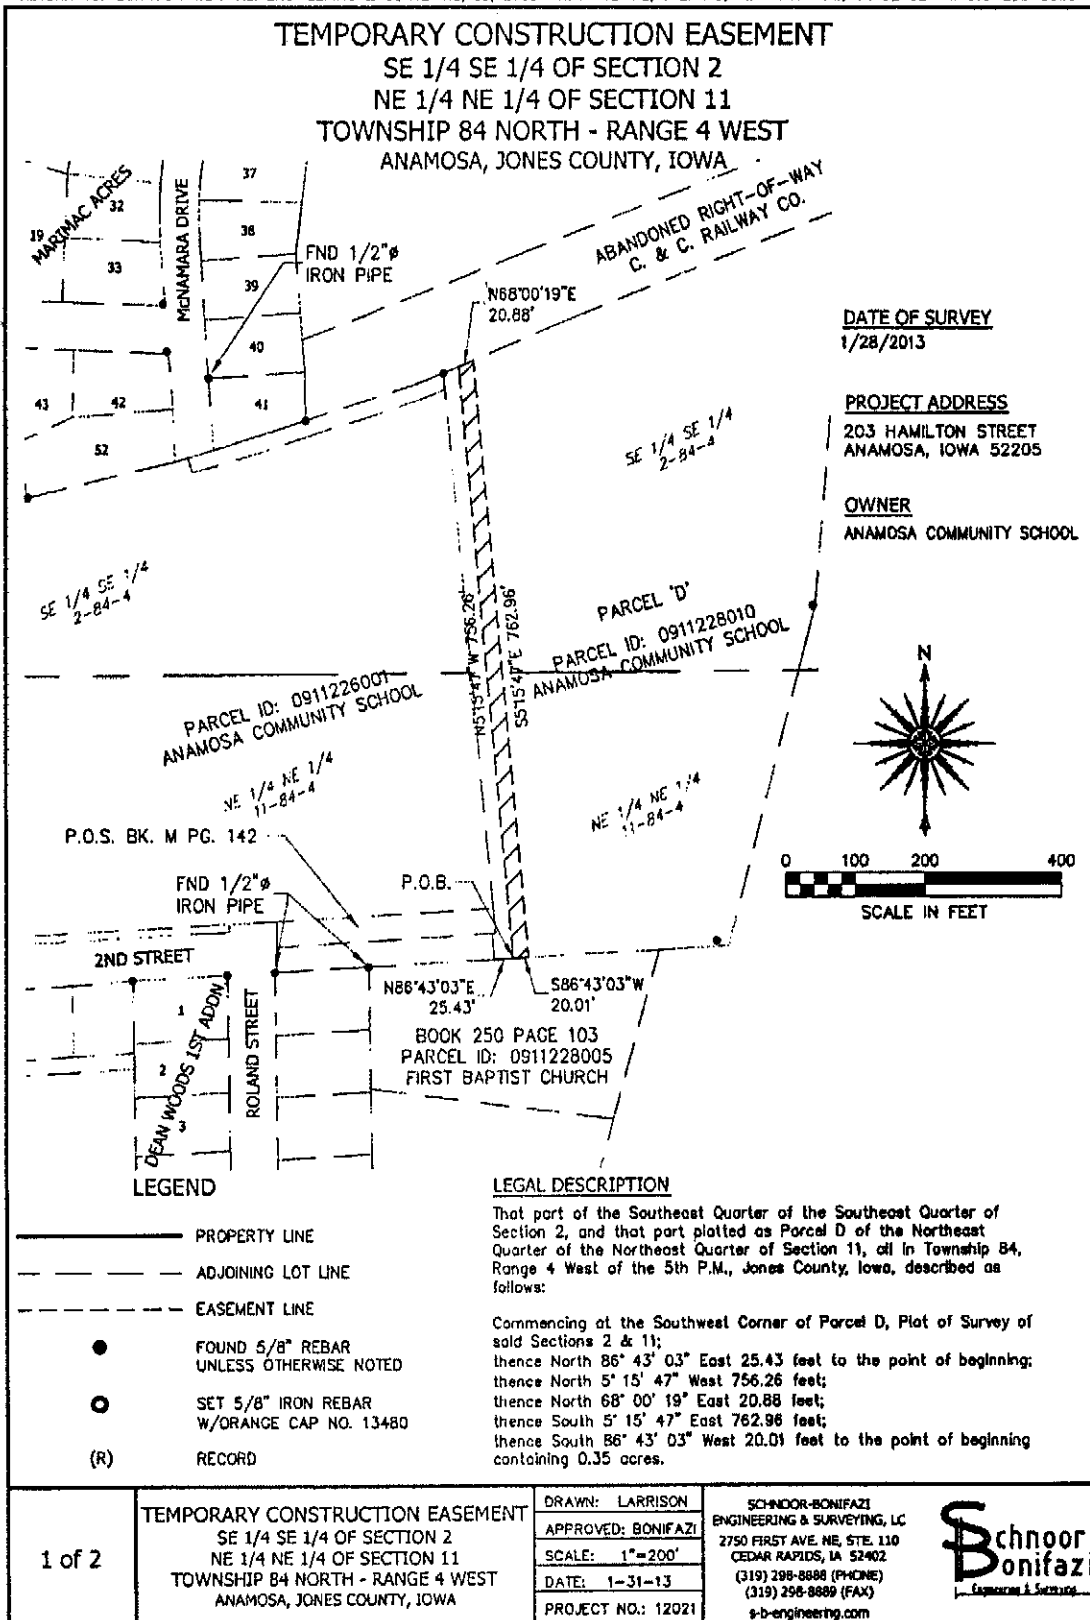 TEMPORARY CONSTRUCTION EASEMENT
SE 1/4 SE 1/4 OF SECTION 2
NE 1/4 NE 1/4 OF SECTION 11
TOWNSHIP 84 NORTH - RANGE 4 WEST
ANAMOSA, JONES COUNTY, IOWA
MARIMAC ACRES
McNAMARA DRIVE
37
32
38
19
33
39
40
43
42
41
52
FND 1/2"ø
IRON PIPE
ABANDONED RIGHT-OF-WAY
C. & C. RAILWAY CO.
N68°00'19"E
20.88'
DATE OF SURVEY
1/28/2013
PROJECT ADDRESS
203 HAMILTON STREET
ANAMOSA, IOWA 52205
OWNER
ANAMOSA COMMUNITY SCHOOL
SE 1/4 SE 1/4
2-84-4
SE 1/4 SE 1/4
2-84-4
N5°15'47"W 756.26'
S5°15'47"E 762.96'
PARCEL 'D'
PARCEL ID: 0911228010
ANAMOSA COMMUNITY SCHOOL
PARCEL ID: 0911226001
ANAMOSA COMMUNITY SCHOOL
N
NE 1/4 NE 1/4
11-84-4
NE 1/4 NE 1/4
11-84-4
P.O.S. BK. M PG. 142
0 100 200 400
SCALE IN FEET
FND 1/2"ø
IRON PIPE
P.O.B.
2ND STREET
N86°43'03"E
25.43'
S86°43'03"W
20.01'
1
2
3
DEAN WOODS 1ST ADDN
ROLAND STREET
BOOK 250 PAGE 103
PARCEL ID: 0911228005
FIRST BAPTIST CHURCH
LEGEND
PROPERTY LINE
ADJOINING LOT LINE
EASEMENT LINE
FOUND 5/8" REBAR
UNLESS OTHERWISE NOTED
SET 5/8" IRON REBAR
W/ORANGE CAP NO. 13480
(R) RECORD
LEGAL DESCRIPTION
That part of the Southeast Quarter of the Southeast Quarter of
Section 2, and that part platted as Parcel D of the Northeast
Quarter of the Northeast Quarter of Section 11, all in Township 84,
Range 4 West of the 5th P.M., Jones County, Iowa, described as
follows:
Commencing at the Southwest Corner of Parcel D, Plat of Survey of
said Sections 2 & 11;
thence North 86° 43' 03" East 25.43 feet to the point of beginning;
thence North 5° 15' 47" West 756.26 feet;
thence North 68° 00' 19" East 20.88 feet;
thence South 5° 15' 47" East 762.96 feet;
thence South 86° 43' 03" West 20.01 feet to the point of beginning
containing 0.35 acres.
1 of 2
TEMPORARY CONSTRUCTION EASEMENT
SE 1/4 SE 1/4 OF SECTION 2
NE 1/4 NE 1/4 OF SECTION 11
TOWNSHIP 84 NORTH - RANGE 4 WEST
ANAMOSA, JONES COUNTY, IOWA
DRAWN: LARRISON
APPROVED: BONIFAZI
SCALE: 1"=200'
DATE: 1-31-13
PROJECT NO.: 12021
SCHNOOR-BONIFAZI
ENGINEERING & SURVEYING, LC
2750 FIRST AVE. NE, STE. 110
CEDAR RAPIDS, IA 52402
(319) 298-8888 (PHONE)
(319) 298-8889 (FAX)
s-b-engineering.com
Schnoor
Bonifazi
Engineering & Surveying